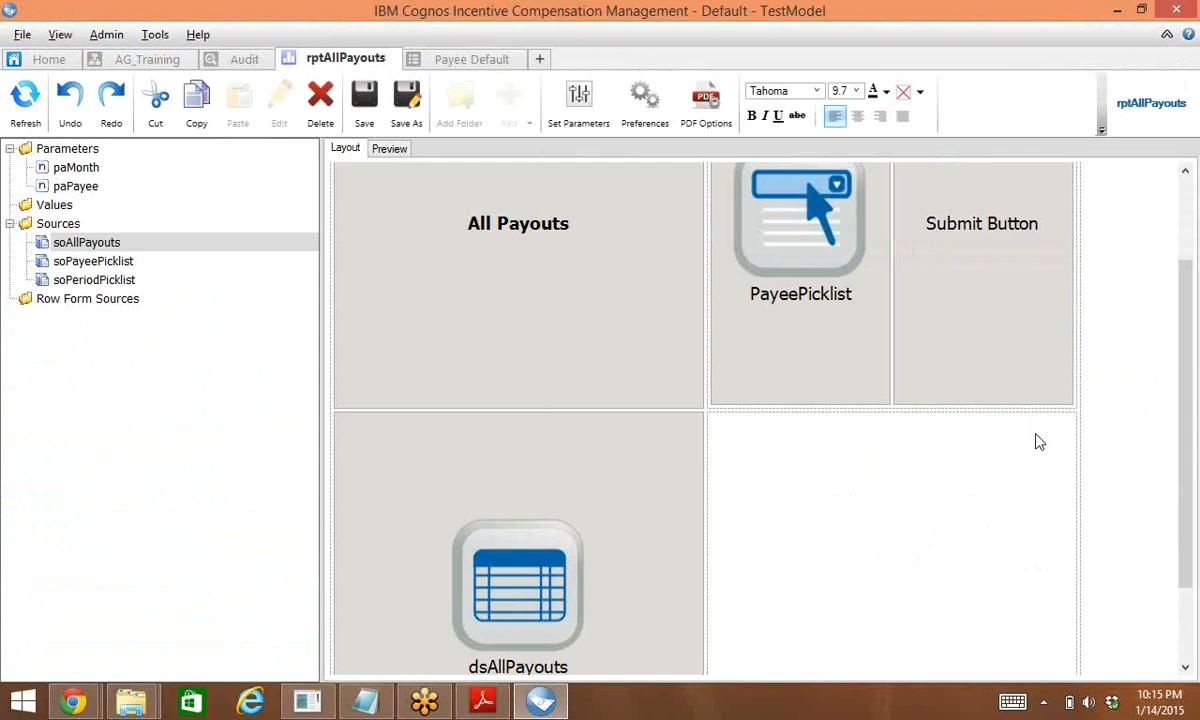 IBM Cognos Incentive Compensation Management - Default - TestModel
File View Admin Tools Help
Home AG_Training Audit rptAllPayouts Payee Default +
Refresh Undo Redo Cut Copy Paste Edit Delete Save Save As Add Folder Add Set Parameters Preferences PDF Options
PDF
Tahoma 9.7 A
B I U abc
rptAllPayouts
Parameters
paMonth
paPayee
Values
Sources
soAllPayouts
soPayeePicklist
soPeriodPicklist
Row Form Sources
Layout Preview
All Payouts
PayeePicklist
Submit Button
dsAllPayouts
10:15 PM
1/14/2015